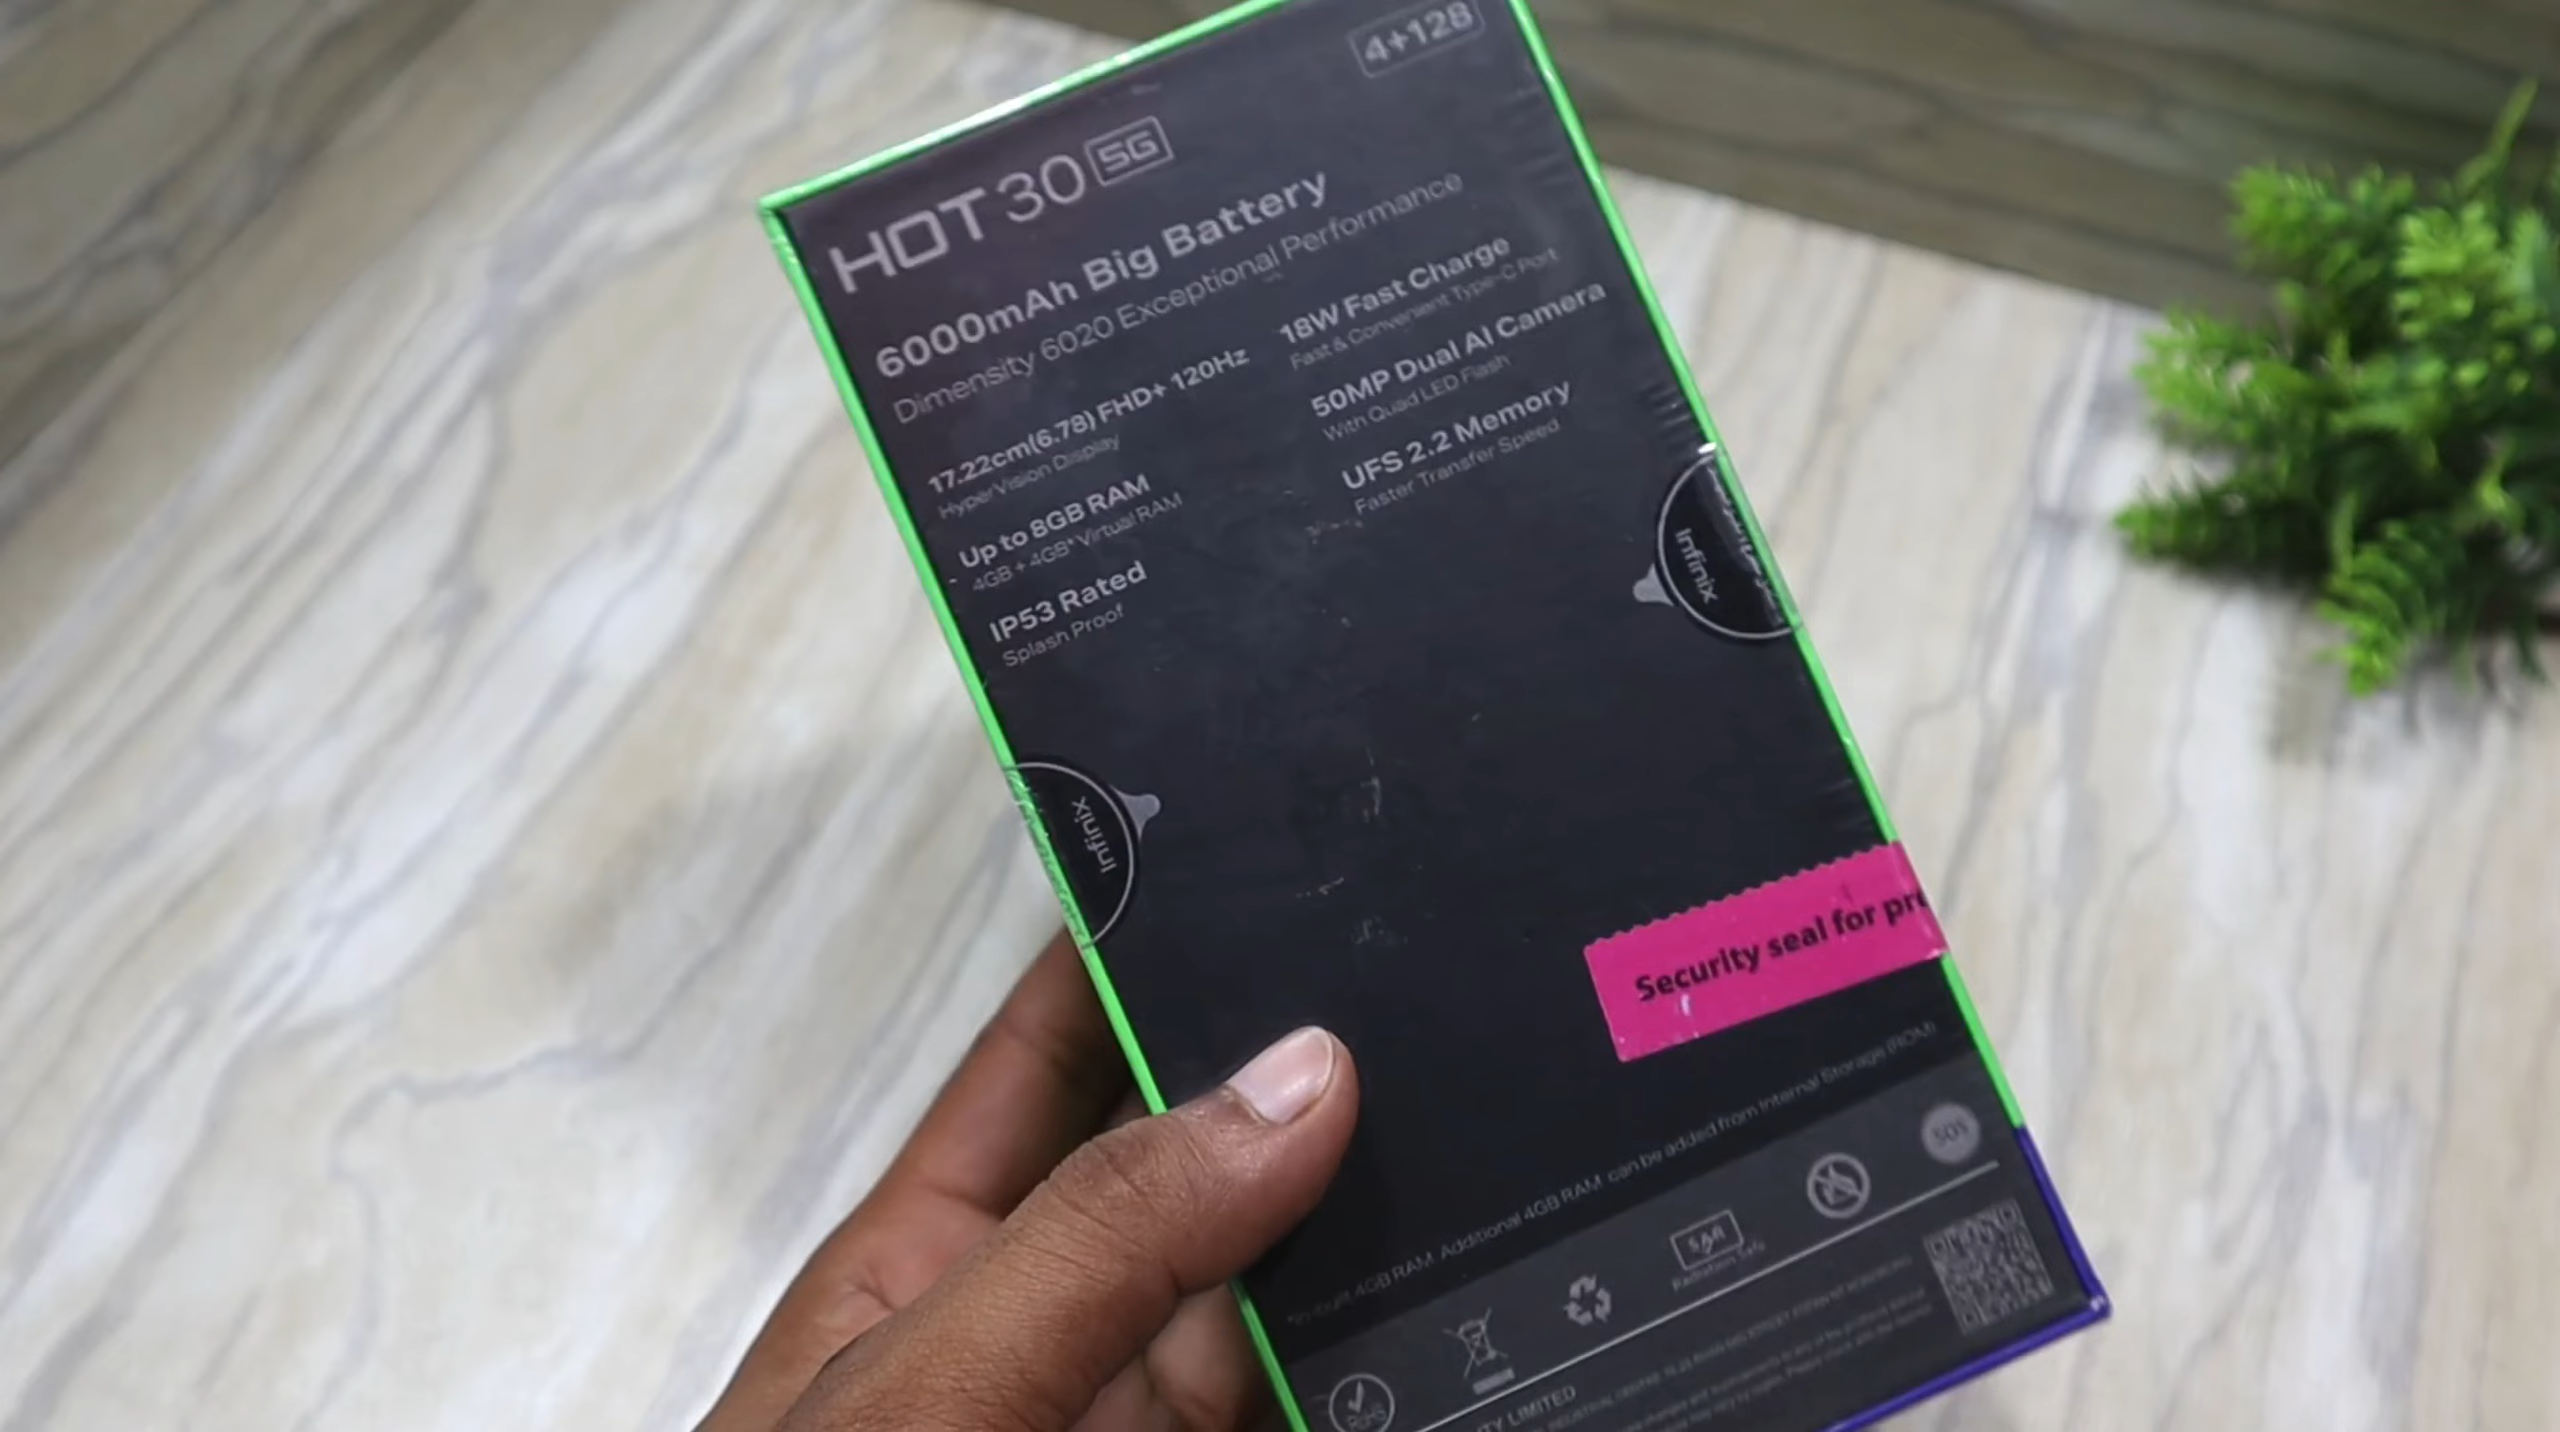 4+128
HOT 30 5G
6000mAh Big Battery
Dimensity 6020 Exceptional Performance
17.22cm(6.78) FHD+ 120Hz
HyperVision Display
Up to 8GB RAM
4GB + 4GB* Virtual RAM
IP53 Rated
Splash Proof
18W Fast Charge
Fast & Convenient Type-C Port
50MP Dual AI Camera
With Quad LED Flash
UFS 2.2 Memory
Faster Transfer Speed
Infinix
Infinix
Security seal for
4GB RAM. Additional 4GB RAM can be added from Internal Storage (ROM)
SOS
SAR
Radiation Safe
RoHS
LIMITED